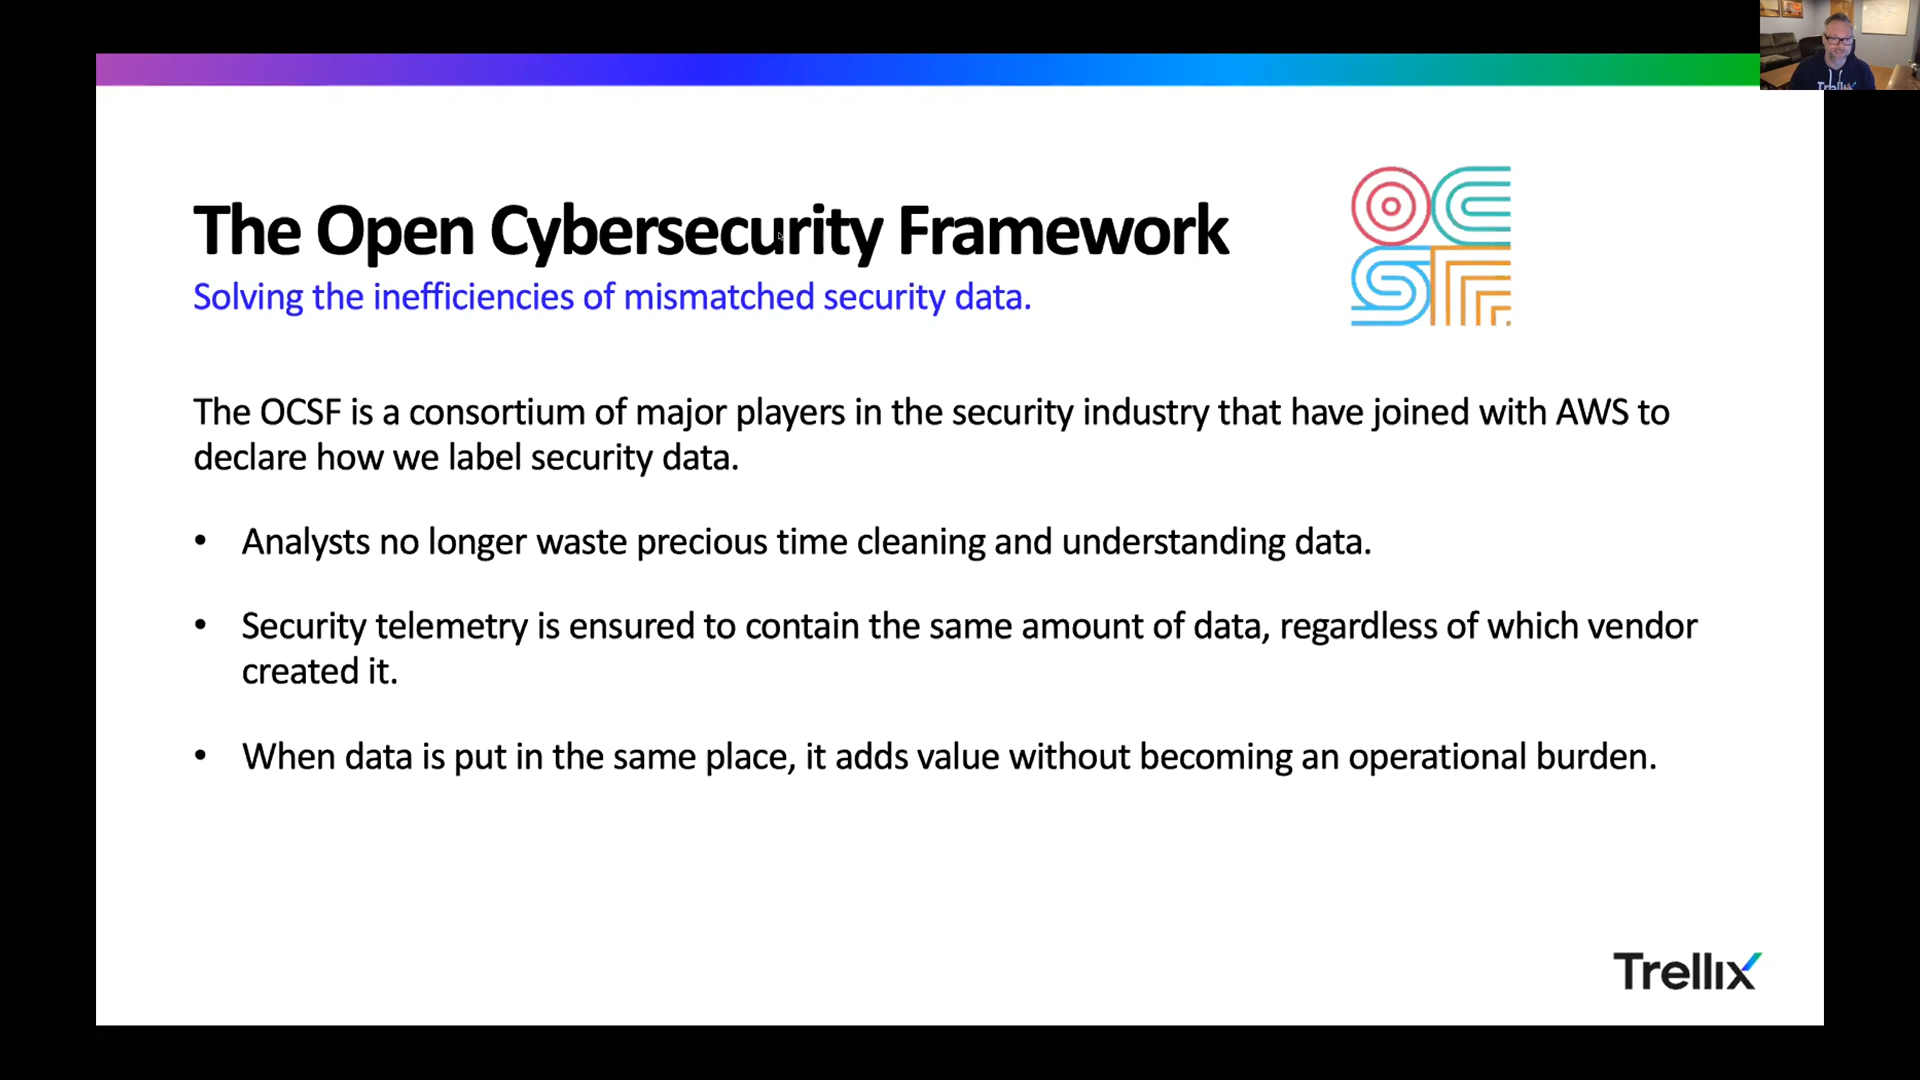 The Open Cybersecurity Framework
Solving the inefficiencies of mismatched security data.
OC
SF
The OCSF is a consortium of major players in the security industry that have joined with AWS to
declare how we label security data.
• Analysts no longer waste precious time cleaning and understanding data.
• Security telemetry is ensured to contain the same amount of data, regardless of which vendor
created it.
• When data is put in the same place, it adds value without becoming an operational burden.
Trellix
Trellix